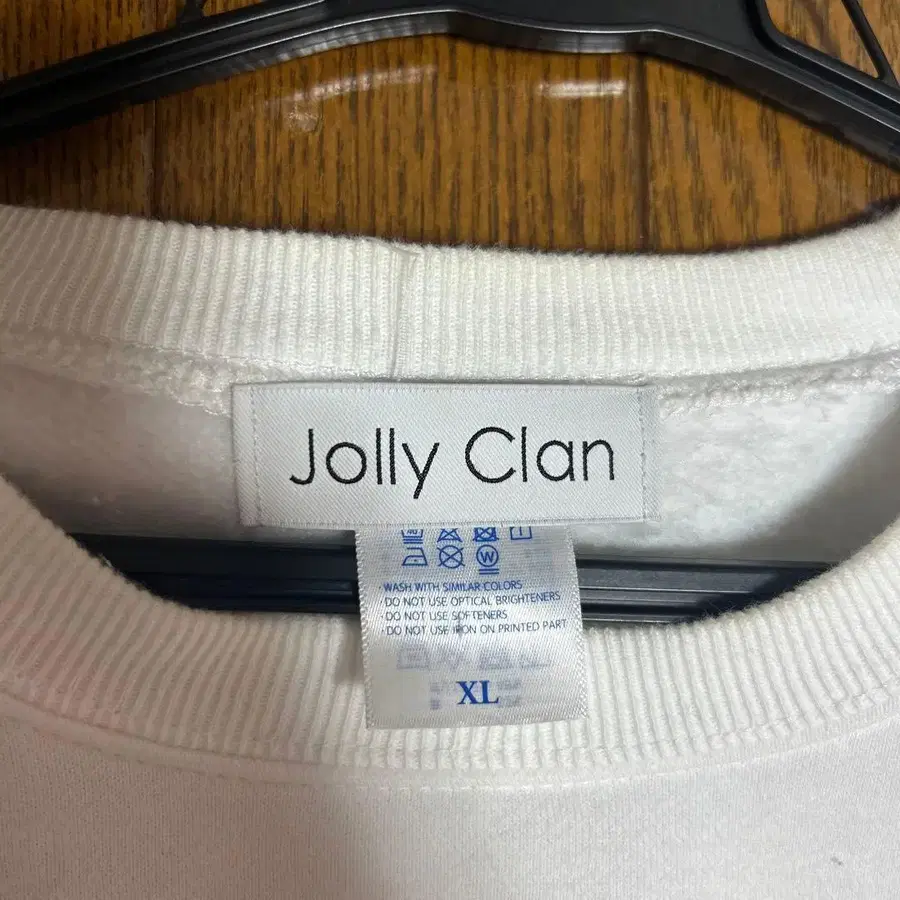 Jolly Clan
40
W
· WASH WITH SIMILAR COLORS
· DO NOT USE OPTICAL BRIGHTENERS
· DO NOT USE SOFTENERS
· DO NOT USE IRON ON PRINTED PART
XL